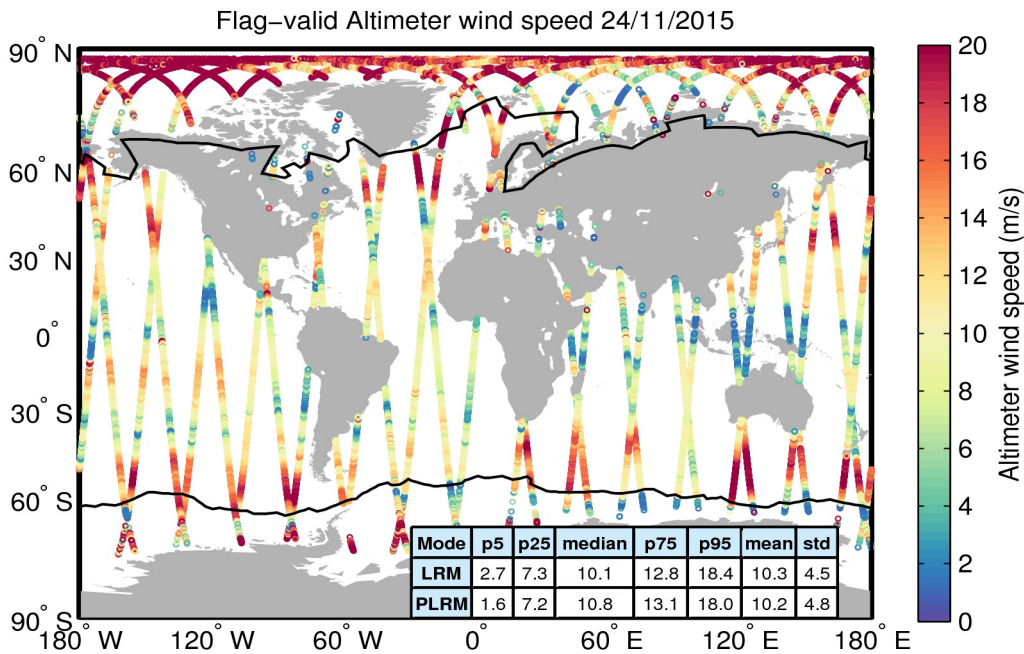 Flag−valid Altimeter wind speed 24/11/2015
90° N
60° N
30° N
0°
30° S
60° S
90° S
180° W
120° W
60° W
0°
60° E
120° E
180° E
Mode p5 p25 median p75 p95 mean std
LRM 2.7 7.3 10.1 12.8 18.4 10.3 4.5
PLRM 1.6 7.2 10.8 13.1 18.0 10.2 4.8
20
18
16
14
12
10
8
6
4
2
0
Altimeter wind speed (m/s)